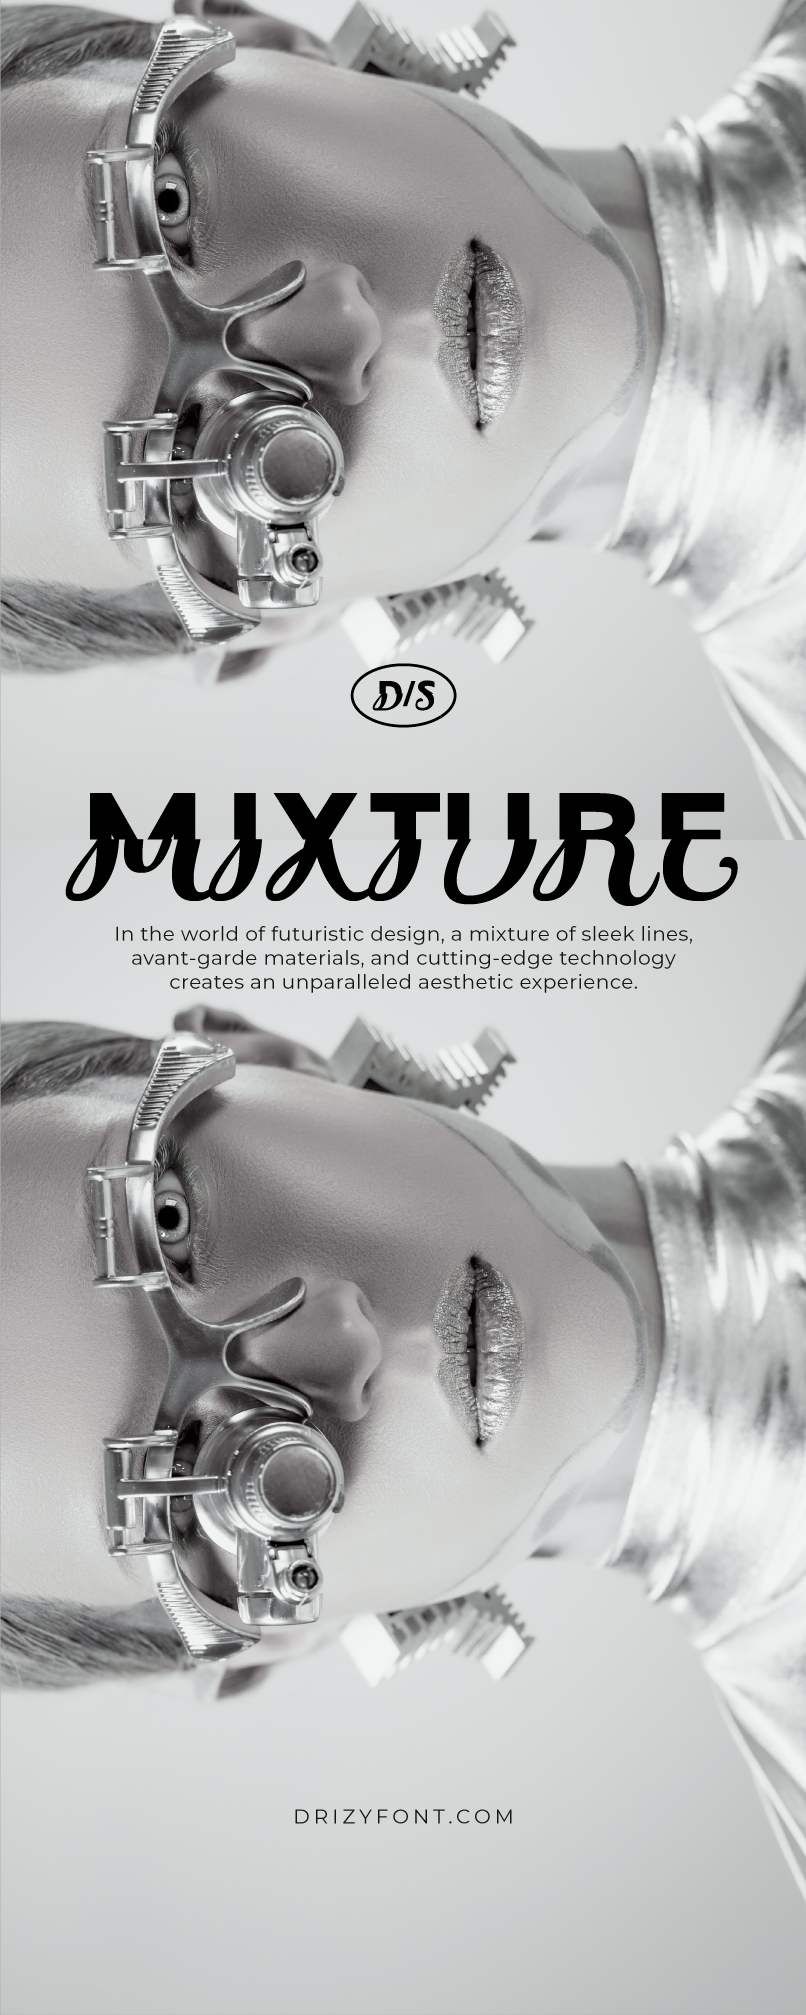 D/S
MIXTURE
In the world of futuristic design, a mixture of sleek lines,
avant-garde materials, and cutting-edge technology
creates an unparalleled aesthetic experience.
DRIZYFONT.COM